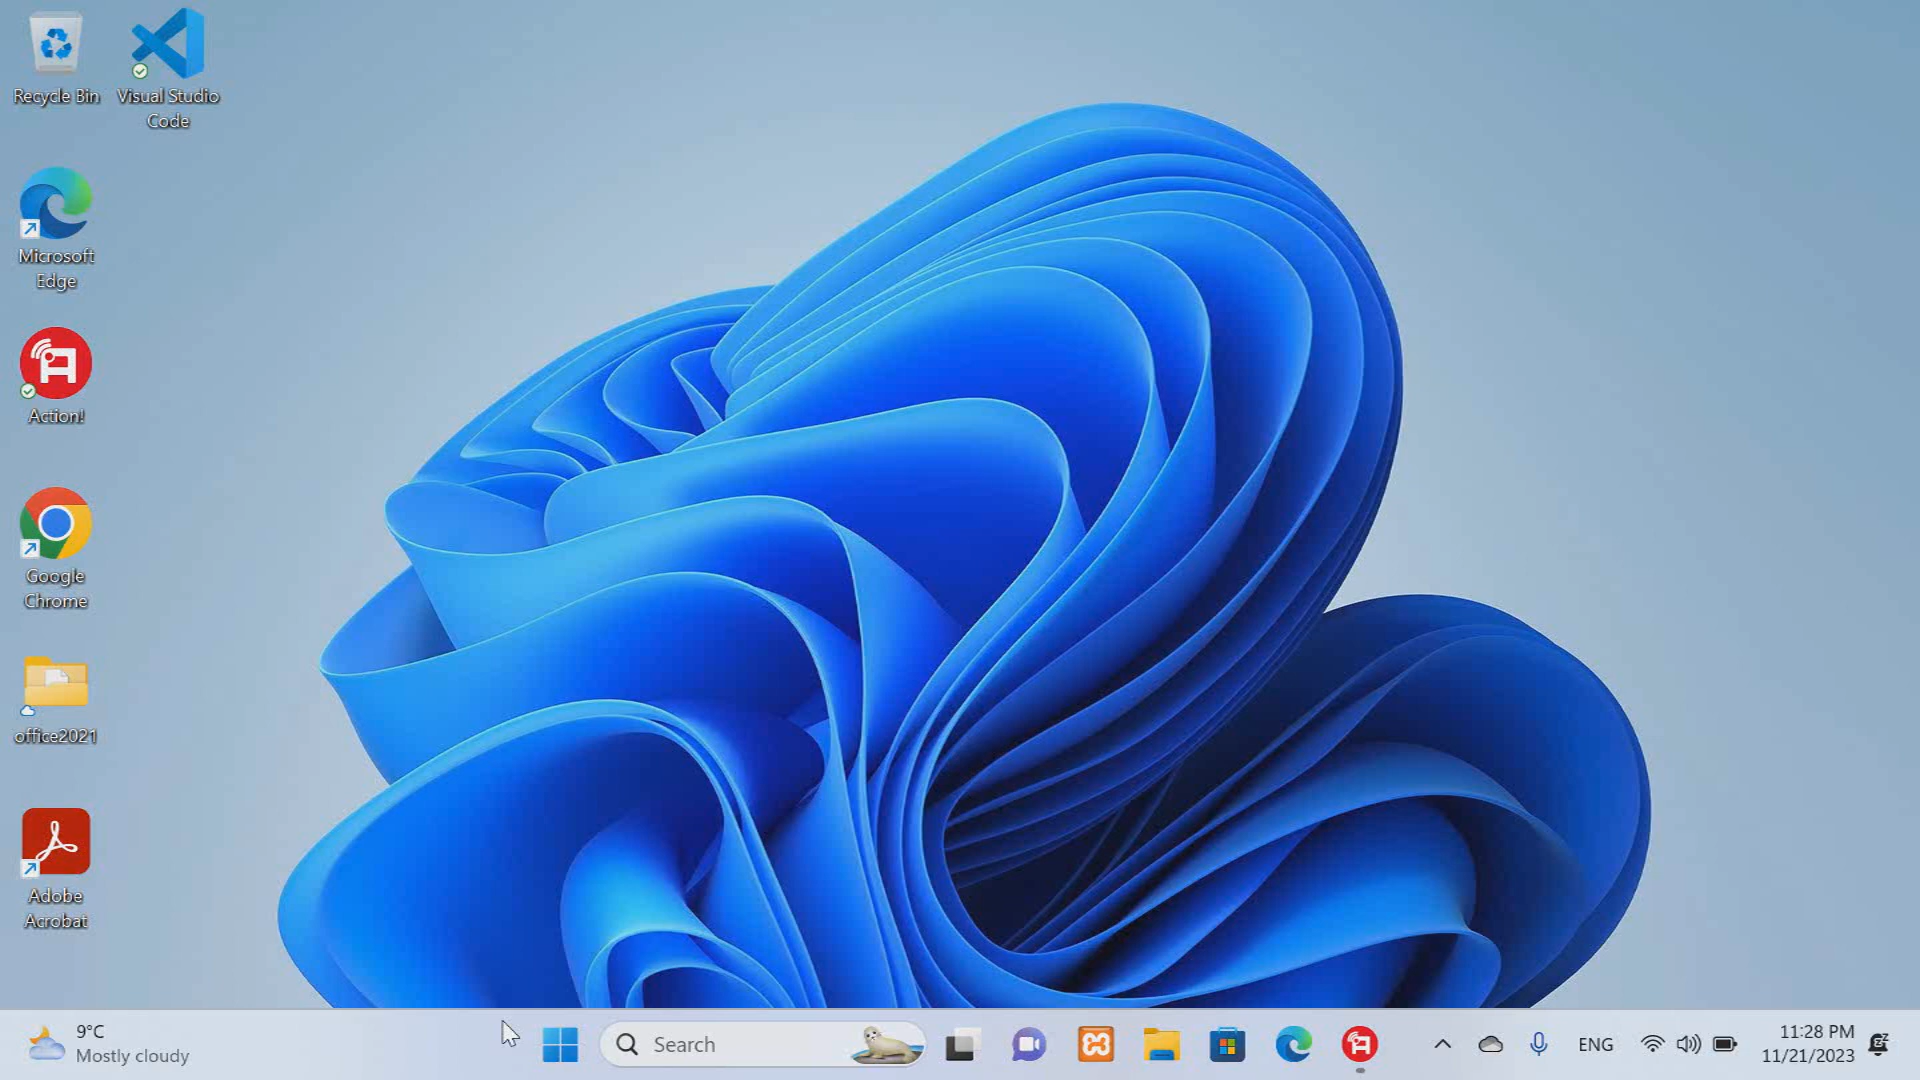 Recycle Bin
Visual Studio
Code
Microsoft
Edge
Action!
Google
Chrome
office2021
Adobe
Acrobat
9°C
Mostly cloudy
Search
ENG
11:28 PM
11/21/2023